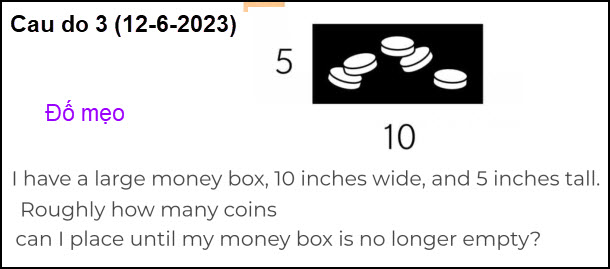 Cau do 3 (12-6-2023)
5
Đố mẹo
10
I have a large money box, 10 inches wide, and 5 inches tall.
Roughly how many coins
can I place until my money box is no longer empty?